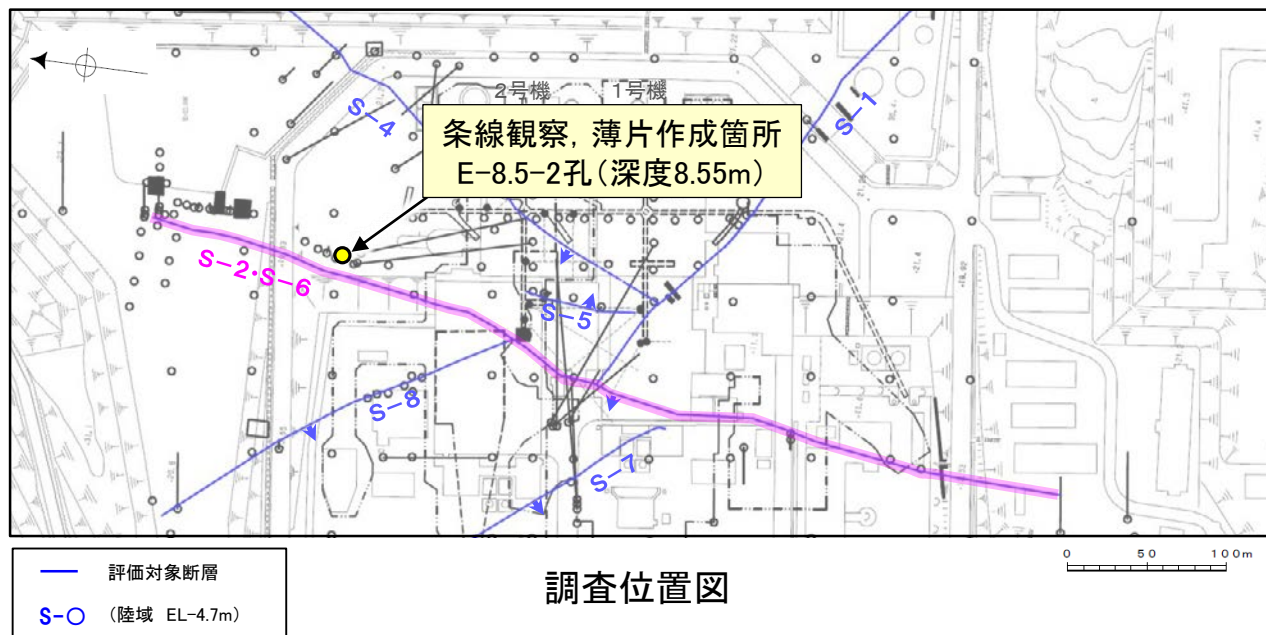 2号機
1号機
S-4
S-1
条線観察, 薄片作成箇所
E-8.5-2孔(深度8.55m)
S-2・S-6
S-5
S-8
S-7
0 50 100m
調査位置図
評価対象断層
S-○ (陸域 EL-4.7m)